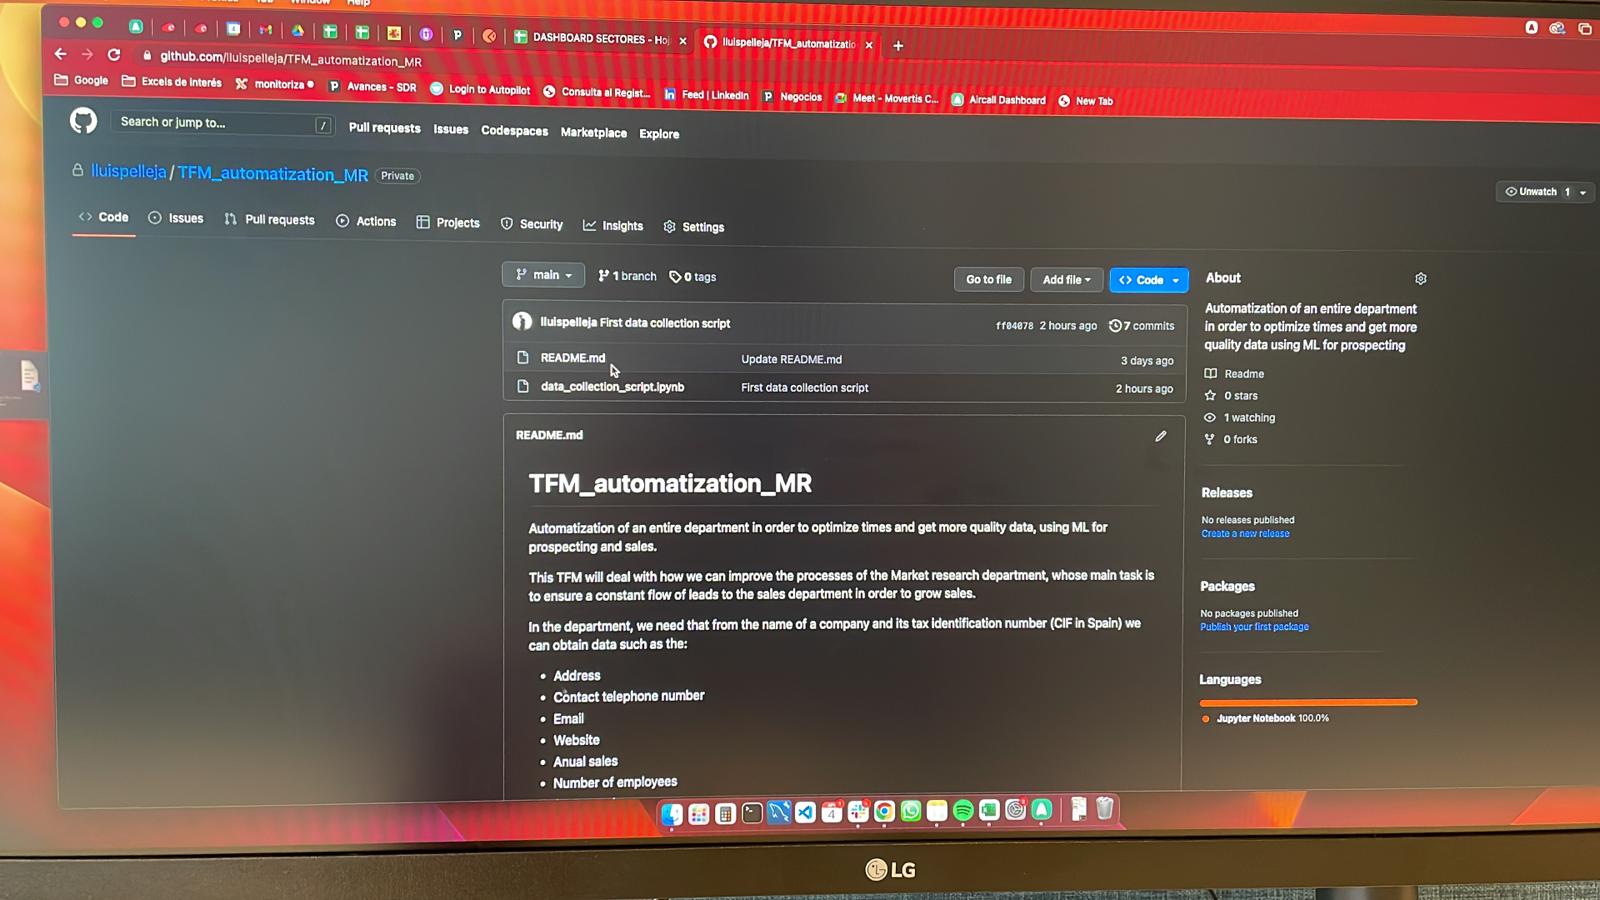 Window Help
DASHBOARD SECTORES - Ho
lluispelleja/TFM_automatizatio
github.com/lluispelleja/TFM_automatization_MR
Google Excels de Interés monitoriza Avances - SDR Login to Autopilot Consulta al Regist... Feed | LinkedIn Negocios Meet - Movertis C... Aircall Dashboard New Tab
Search or jump to... / Pull requests Issues Codespaces Marketplace Explore
lluispelleja / TFM_automatization_MR Private
Unwatch 1
Code Issues Pull requests Actions Projects Security Insights Settings
main 1 branch 0 tags Go to file Add file Code
lluispelleja First data collection script ff04078 2 hours ago 7 commits
README.md Update README.md 3 days ago
data_collection_script.ipynb First data collection script 2 hours ago
README.md
TFM_automatization_MR
Automatization of an entire department in order to optimize times and get more quality data, using ML for
prospecting and sales.
This TFM will deal with how we can improve the processes of the Market research department, whose main task is
to ensure a constant flow of leads to the sales department in order to grow sales.
In the department, we need that from the name of a company and its tax identification number (CIF in Spain) we
can obtain data such as the:
• Address
• Contact telephone number
• Email
• Website
• Anual sales
• Number of employees
About
Automatization of an entire department
in order to optimize times and get more
quality data using ML for prospecting
Readme
0 stars
1 watching
0 forks
Releases
No releases published
Create a new release
Packages
No packages published
Publish your first package
Languages
Jupyter Notebook 100.0%
4
LG